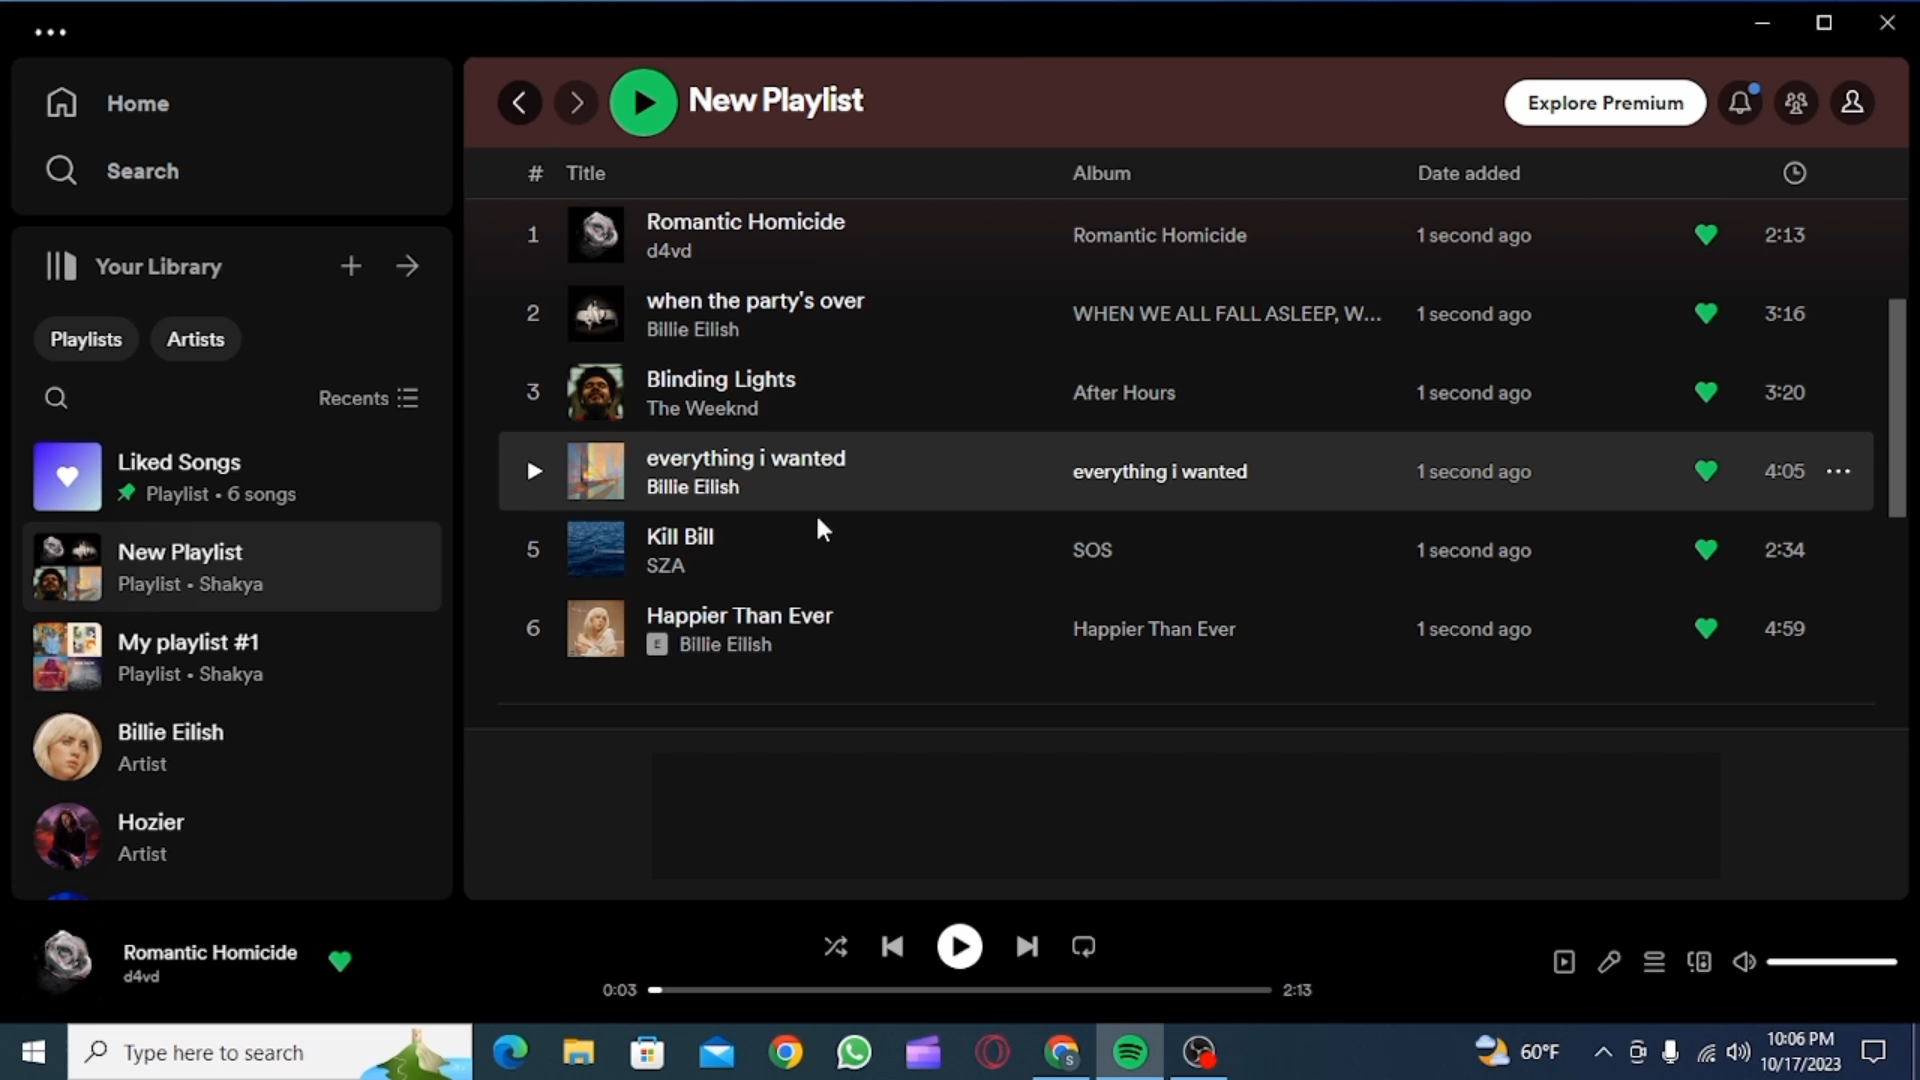 Home
Search
Your Library
Playlists
Artists
Recents
Liked Songs
Playlist • 6 songs
New Playlist
Playlist • Shakya
My playlist #1
Playlist • Shakya
Billie Eilish
Artist
Hozier
Artist
New Playlist
Explore Premium
# Title Album Date added
1 Romantic Homicide Romantic Homicide 1 second ago 2:13
d4vd
2 when the party's over WHEN WE ALL FALL ASLEEP, W... 1 second ago 3:16
Billie Eilish
3 Blinding Lights After Hours 1 second ago 3:20
The Weeknd
everything i wanted everything i wanted 1 second ago 4:05
Billie Eilish
5 Kill Bill SOS 1 second ago 2:34
SZA
6 Happier Than Ever Happier Than Ever 1 second ago 4:59
E Billie Eilish
Romantic Homicide
d4vd
0:03 2:13
Type here to search
S
60°F
10:06 PM
10/17/2023